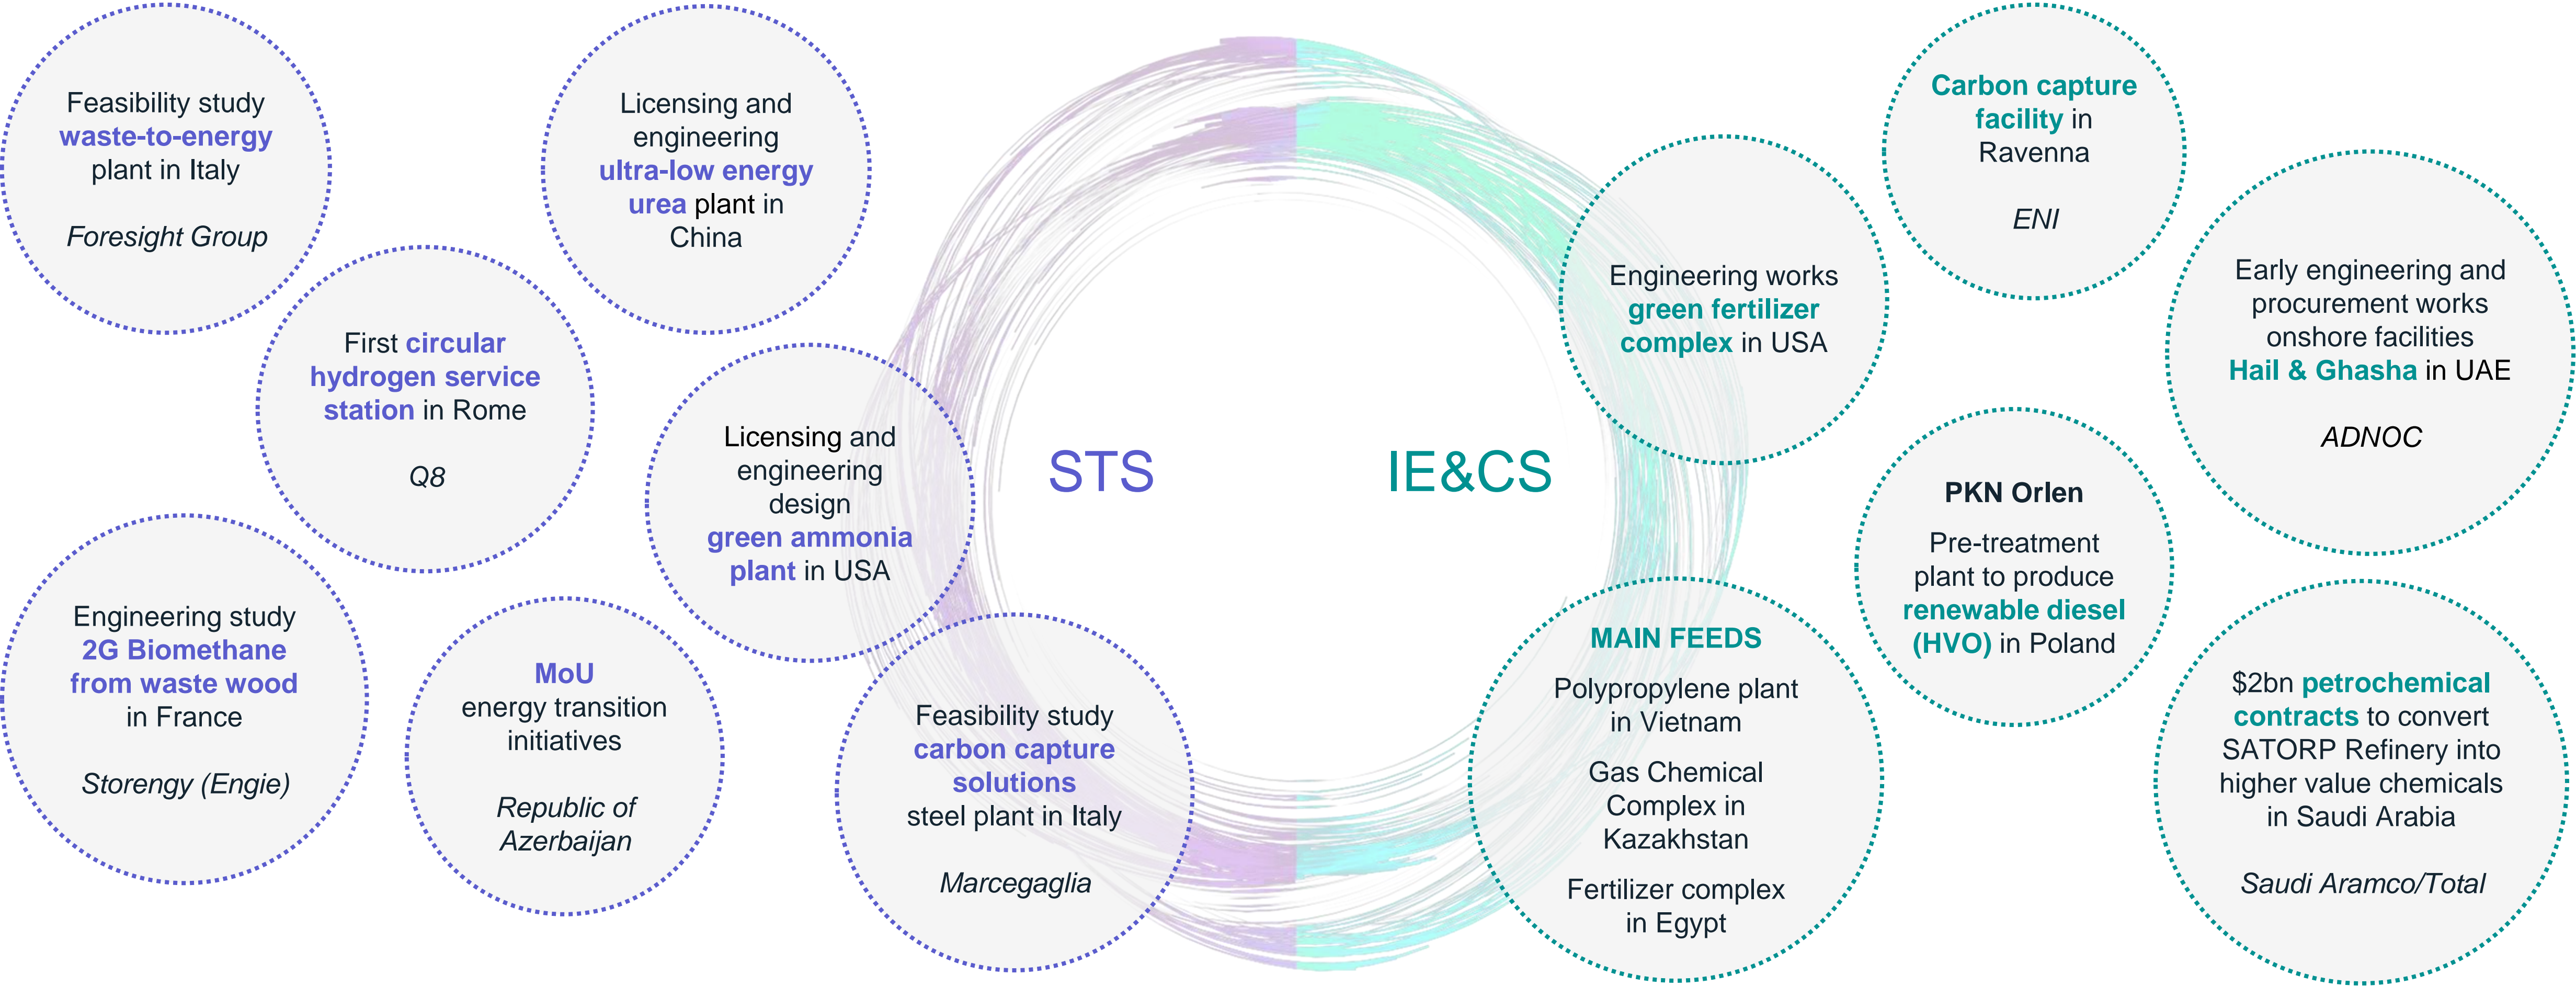 Feasibility study
waste-to-energy
plant in Italy
Foresight Group
Licensing and
engineering
ultra-low energy
urea plant in
China
First circular
hydrogen service
station in Rome
Q8
Licensing and
engineering
design
green ammonia
plant in USA
Engineering study
2G Biomethane
from waste wood
in France
Storengy (Engie)
MoU
energy transition
initiatives
Republic of
Azerbaijan
Feasibility study
carbon capture
solutions
steel plant in Italy
Marcegaglia
STS
IE&CS
Carbon capture
facility in
Ravenna
ENI
Engineering works
green fertilizer
complex in USA
Early engineering and
procurement works
onshore facilities
Hail & Ghasha in UAE
ADNOC
PKN Orlen
Pre-treatment
plant to produce
renewable diesel
(HVO) in Poland
MAIN FEEDS
Polypropylene plant
in Vietnam
Gas Chemical
Complex in
Kazakhstan
Fertilizer complex
in Egypt
$2bn petrochemical
contracts to convert
SATORP Refinery into
higher value chemicals
in Saudi Arabia
Saudi Aramco/Total